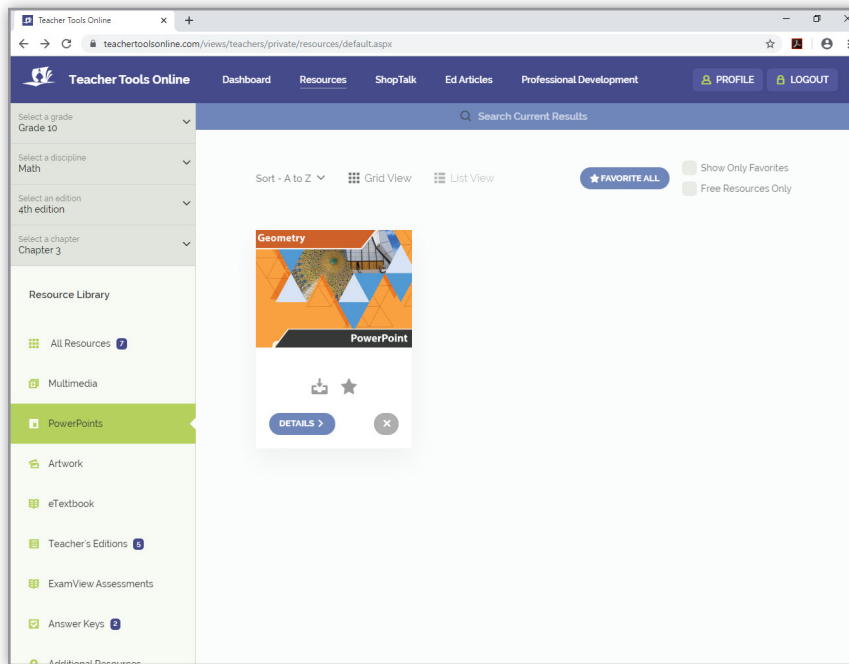 Teacher Tools Online
teachertoolsonline.com/views/teachers/private/resources/default.aspx
Teacher Tools Online Dashboard Resources ShopTalk Ed Articles Professional Development PROFILE LOGOUT
Search Current Results
Select a grade
Grade 10
Select a discipline
Math
Select an edition
4th edition
Select a chapter
Chapter 3
Resource Library
All Resources 7
Multimedia
PowerPoints
Artwork
eTextbook
Teacher's Editions 5
ExamView Assessments
Answer Keys 2
Additional Resources
Sort - A to Z Grid View List View
FAVORITE ALL
Show Only Favorites
Free Resources Only
Geometry
PowerPoint
DETAILS >